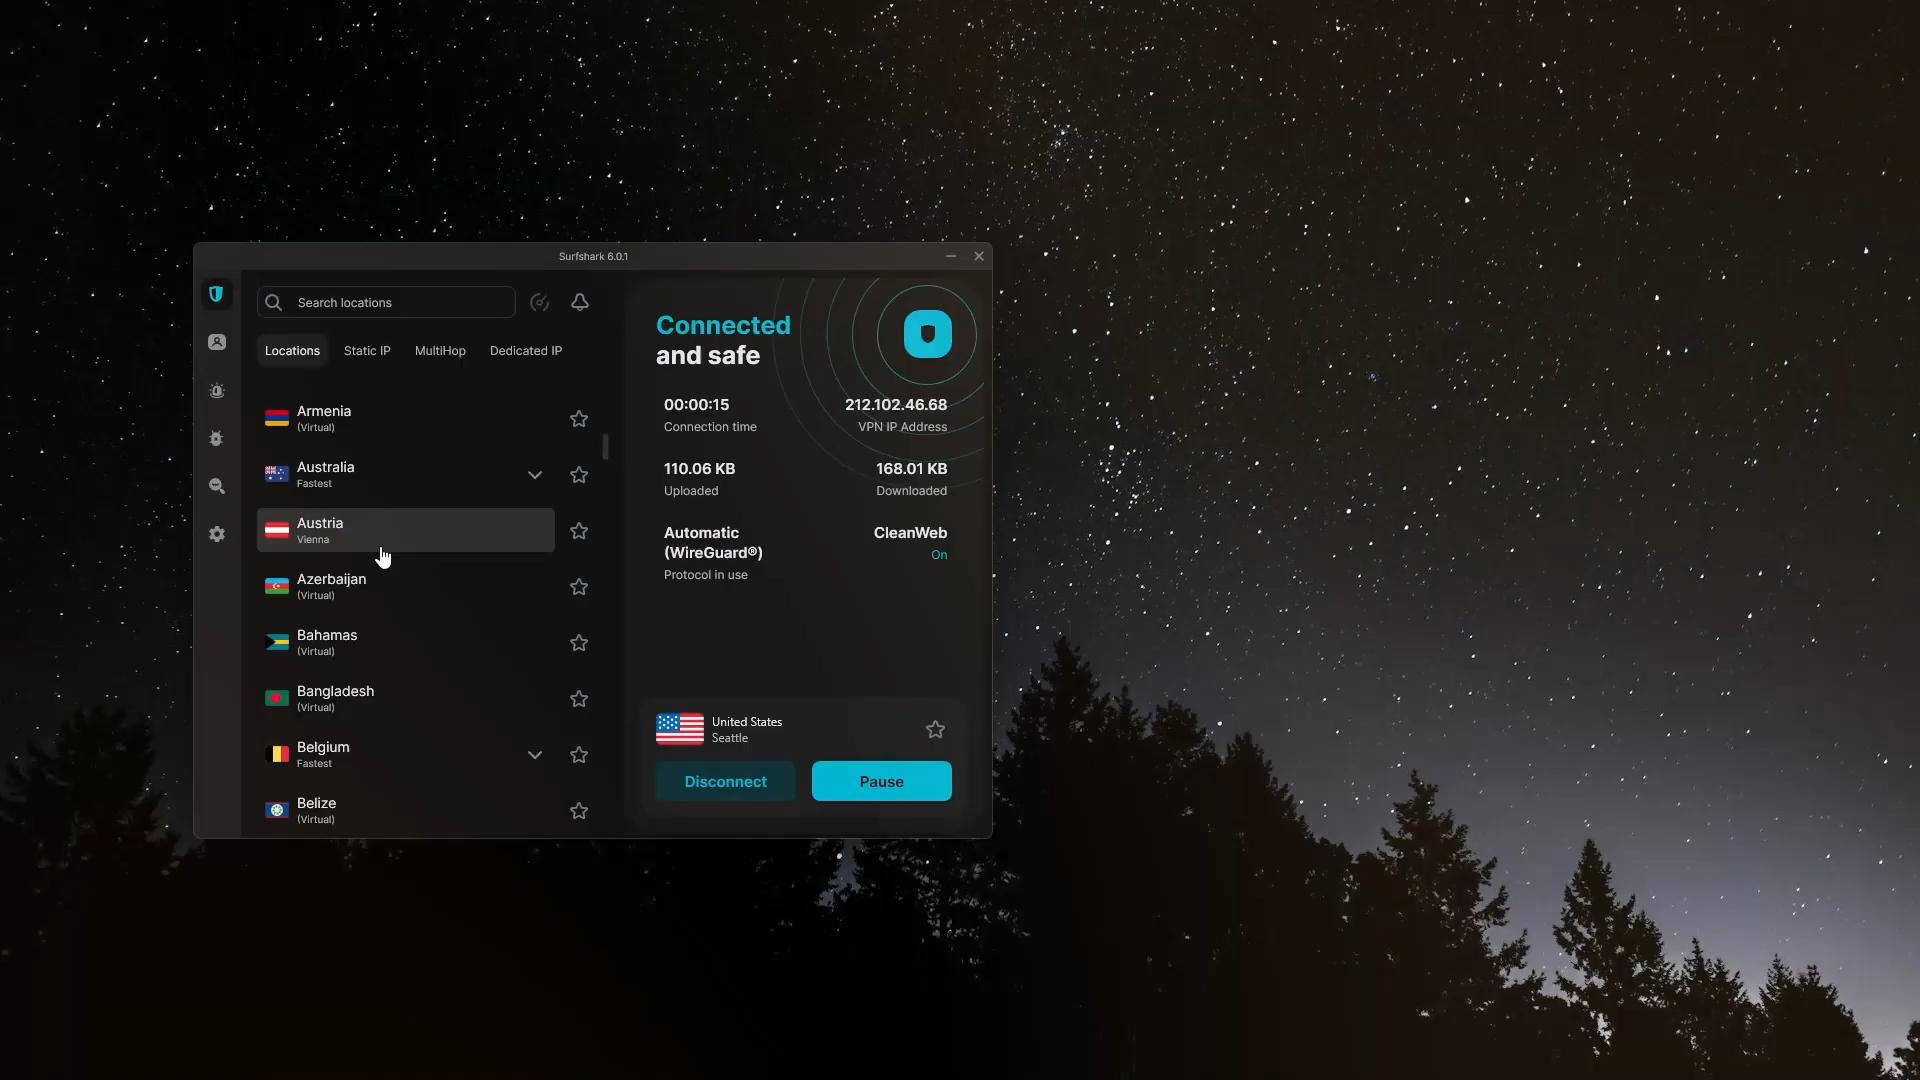 Surfshark 6.0.1
Search locations
Locations
Static IP
MultiHop
Dedicated IP
Armenia
(Virtual)
Australia
Fastest
Austria
Vienna
Azerbaijan
(Virtual)
Bahamas
(Virtual)
Bangladesh
(Virtual)
Belgium
Fastest
Belize
(Virtual)
Connected
and safe
00:00:15
Connection time
212.102.46.68
VPN IP Address
110.06 KB
Uploaded
168.01 KB
Downloaded
Automatic
(WireGuard®)
Protocol in use
CleanWeb
On
United States
Seattle
Disconnect
Pause